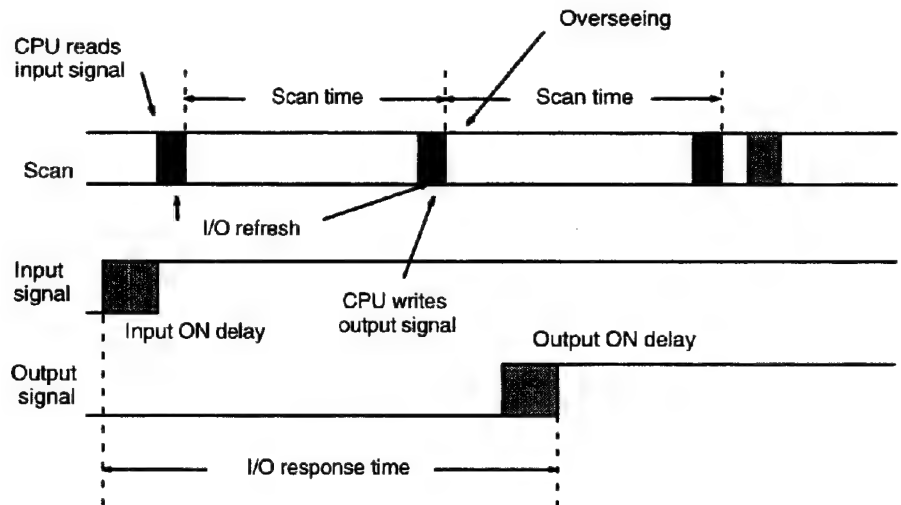 Overseeing
CPU reads
input signal
Scan time
Scan time
Scan
I/O refresh
Input
signal
CPU writes
output signal
Input ON delay
Output ON delay
Output
signal
I/O response time